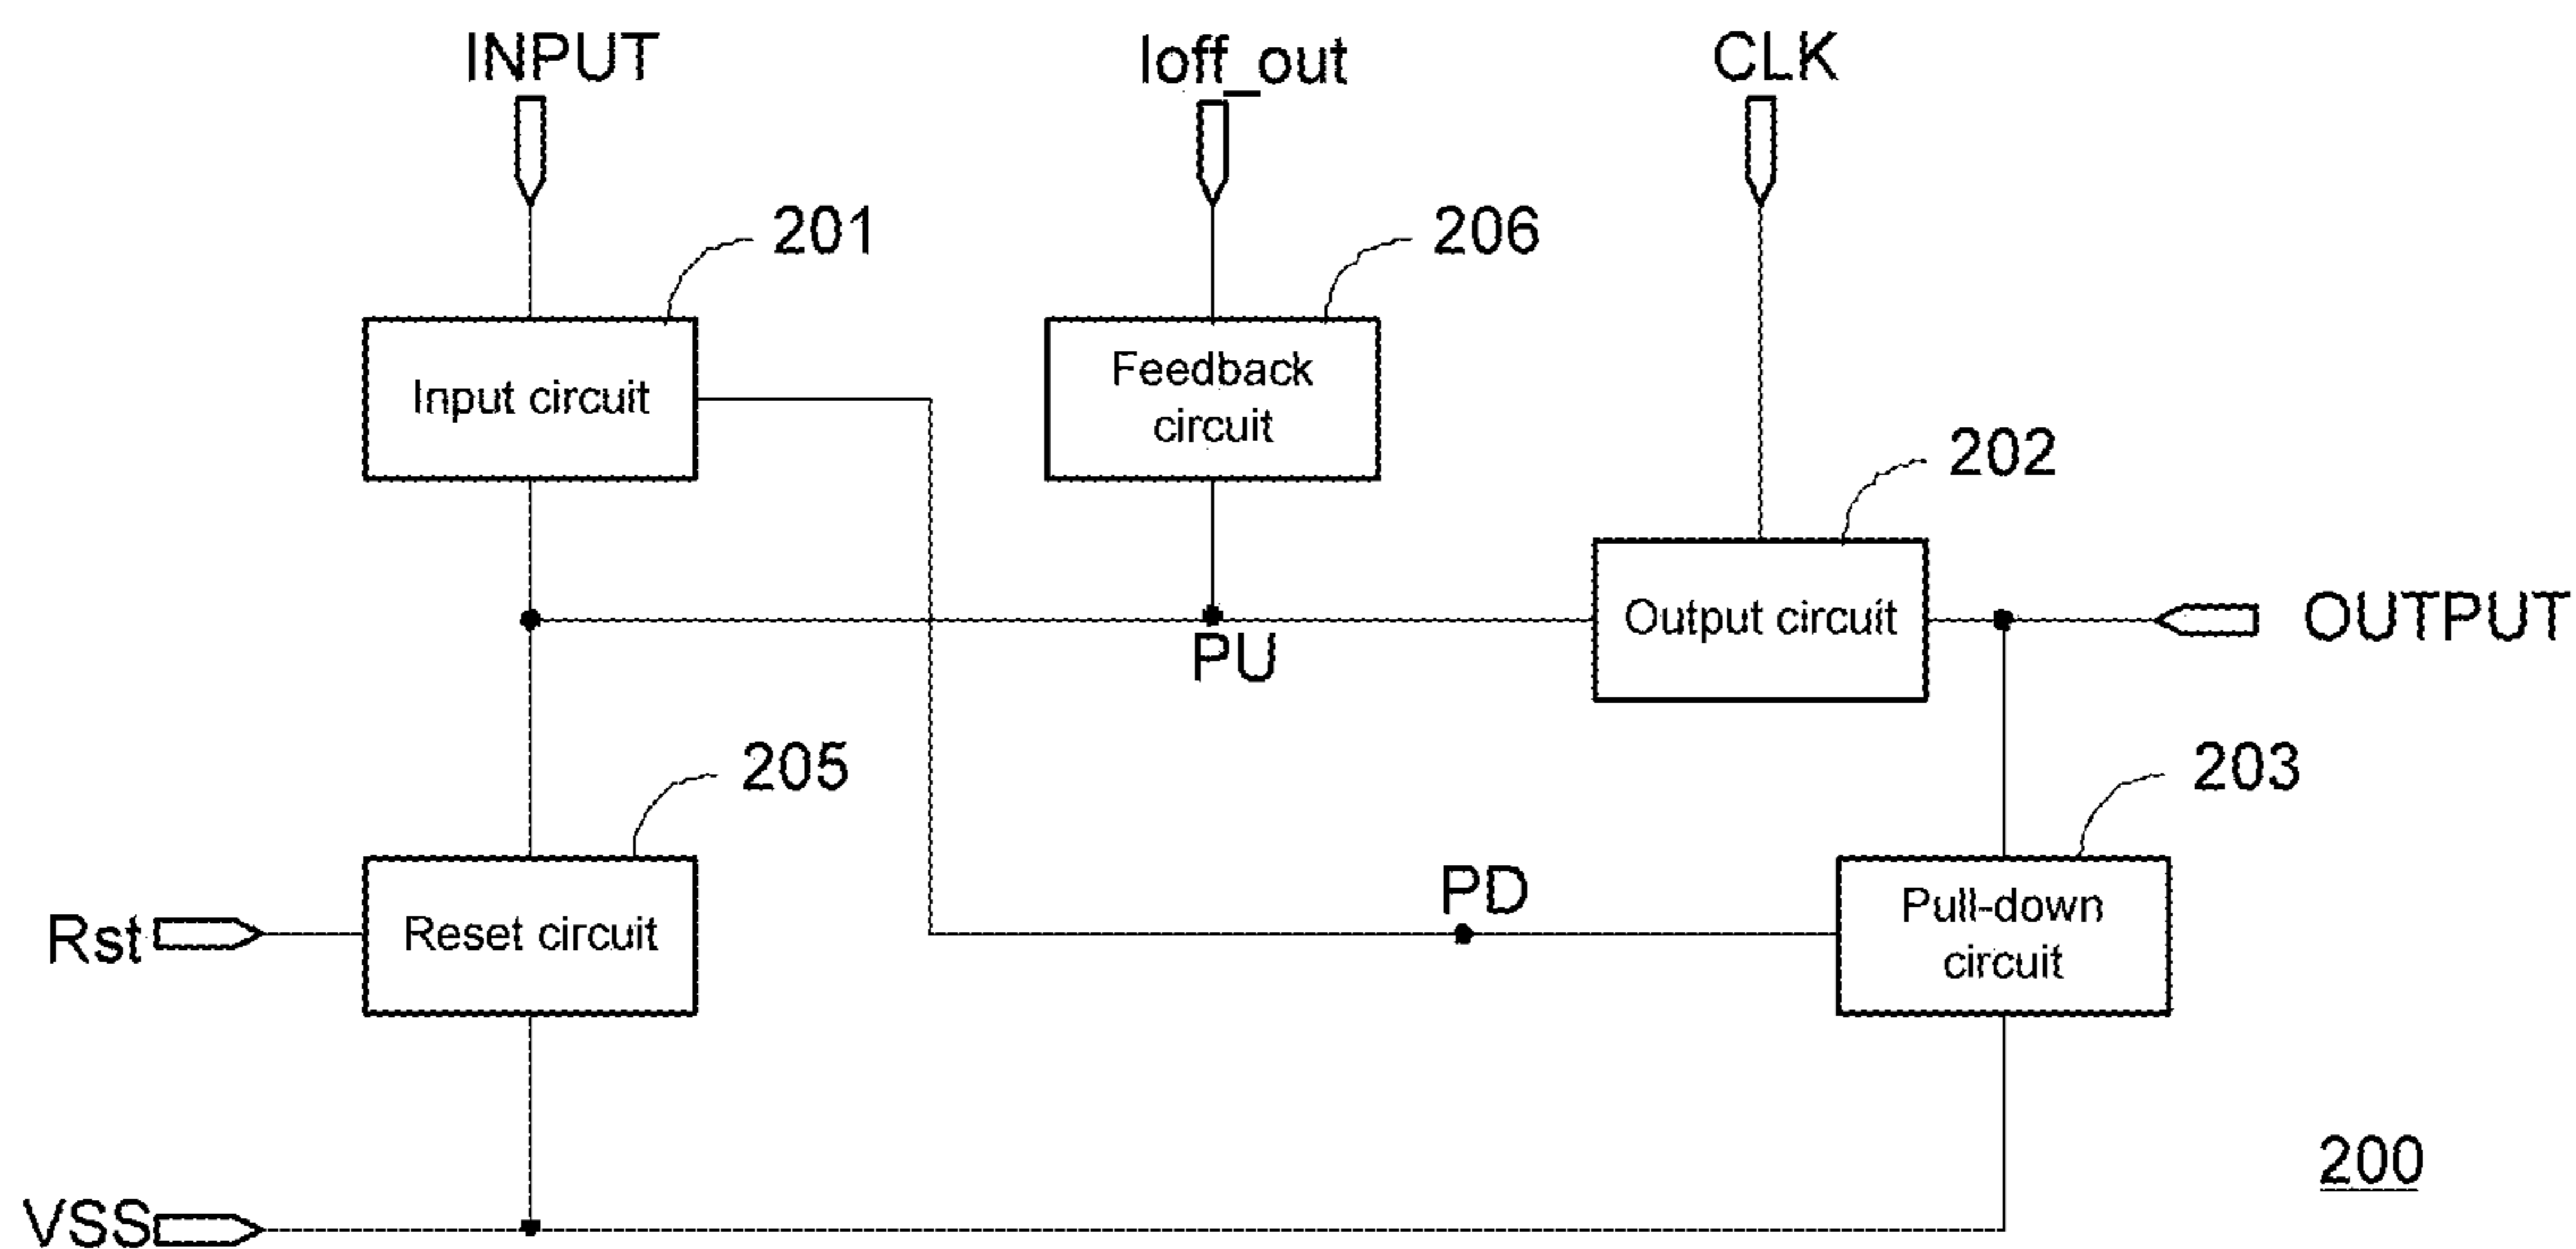 INPUT
Ioff_out
CLK
201
206
Input circuit
Feedback
circuit
202
Output circuit
OUTPUT
PU
205
203
PD
Rst
Reset circuit
Pull-down
circuit
200
VSS